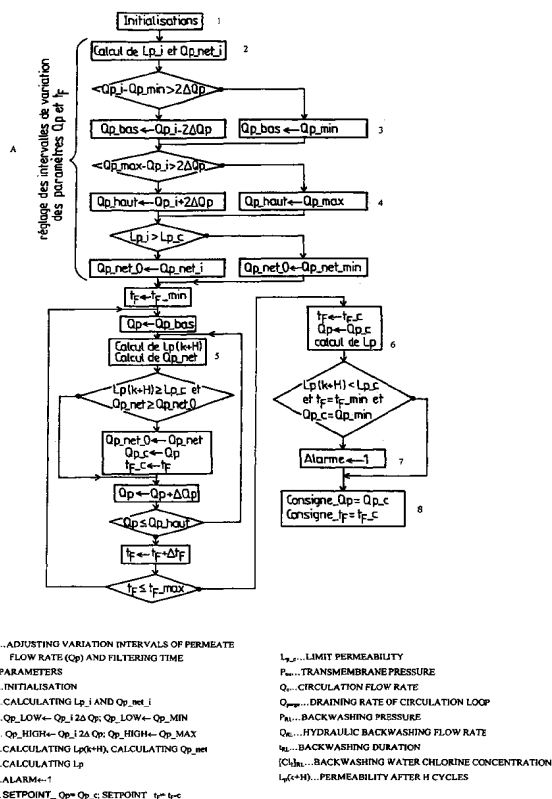 Initialisations 1
Calcul de Lp_i et Qp_net_i 2
A
réglage des intervalles de variation
des paramètres Qp et tF
Qp_i-Qp_min>2ΔQp
Qp_bas←Qp_i-2ΔQp
Qp_bas←Qp_min 3
Qp_max-Qp_i>2ΔQp
Qp_haut←Qp_i+2ΔQp
Qp_haut←Qp_max 4
Lp_i>Lp_c
Qp_net_0←Qp_net_i
Qp_net_0←Qp_net_min
tF←tF_min
Qp←Qp_bas
Calcul de Lp(k+H)
Calcul de Qp_net
5
Lp(k+H)≥Lp_c et
Qp_net≥Qp_net_0
Qp_net_0←Qp_net
Qp_c←Qp
tF_c←tF
Qp←Qp+ΔQp
Qp≤Qp_haut
tF←tF+ΔtF
tF≤tF_max
tF←tF_c
Qp←Qp_c
calcul de Lp
6
Lp(k+H)<Lp_c
et tF=tF_min et
Qp_c=Qp_min
Alarme←1 7
Consigne_Qp=Qp_c
Consigne_tF=tF_c
8
...ADJUSTING VARIATION INTERVALS OF PERMEATE
FLOW RATE (Qp) AND FILTERING TIME
PARAMETERS
.INITIALISATION
.CALCULATING Lp_i AND Qp_net_i
.Qp_LOW←Qp_i 2Δ Qp; Qp_LOW←Qp_MIN
.Qp_HIGH←Qp_i 2Δ Qp; Qp_HIGH←Qp_MAX
.CALCULATING Lp(k+H), CALCULATING Qp_net
.CALCULATING Lp
.ALARM←1
.SETPOINT_ Qp= Qp_c; SETPOINT_ tF= tF-c
Lp_c...LIMIT PERMEABILITY
...TRANSMEMBRANE PRESSURE
...CIRCULATION FLOW RATE
Qpurge...DRAINING RATE OF CIRCULATION LOOP
PRL...BACKWASHING PRESSURE
QRL...HYDRAULIC BACKWASHING FLOW RATE
tRL...BACKWASHING DURATION
[Cl2]RL...BACKWASHING WATER CHLORINE CONCENTRATION
...PERMEABILITY AFTER H CYCLES